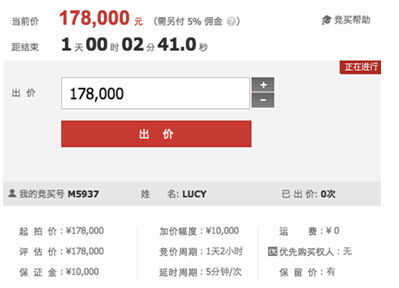 当前价 178,000 元 （需另付 5% 佣金 ?） 竞买帮助
距结束 1 天 00 时 02 分 41.0 秒
正在进行
出 价 178,000 + −
出 价
我的竞买号 M5937 姓 名: LUCY 已 出 价: 0次
起 拍 价 : ¥178,000 加价幅度 : ¥10,000 运 费 : ¥ 0
评 估 价 : ¥178,000 竞价周期 : 1天2小时 优 优先购买权人 : 无
保 证 金 : ¥10,000 延时周期 : 5分钟/次 保 留 价 : 有